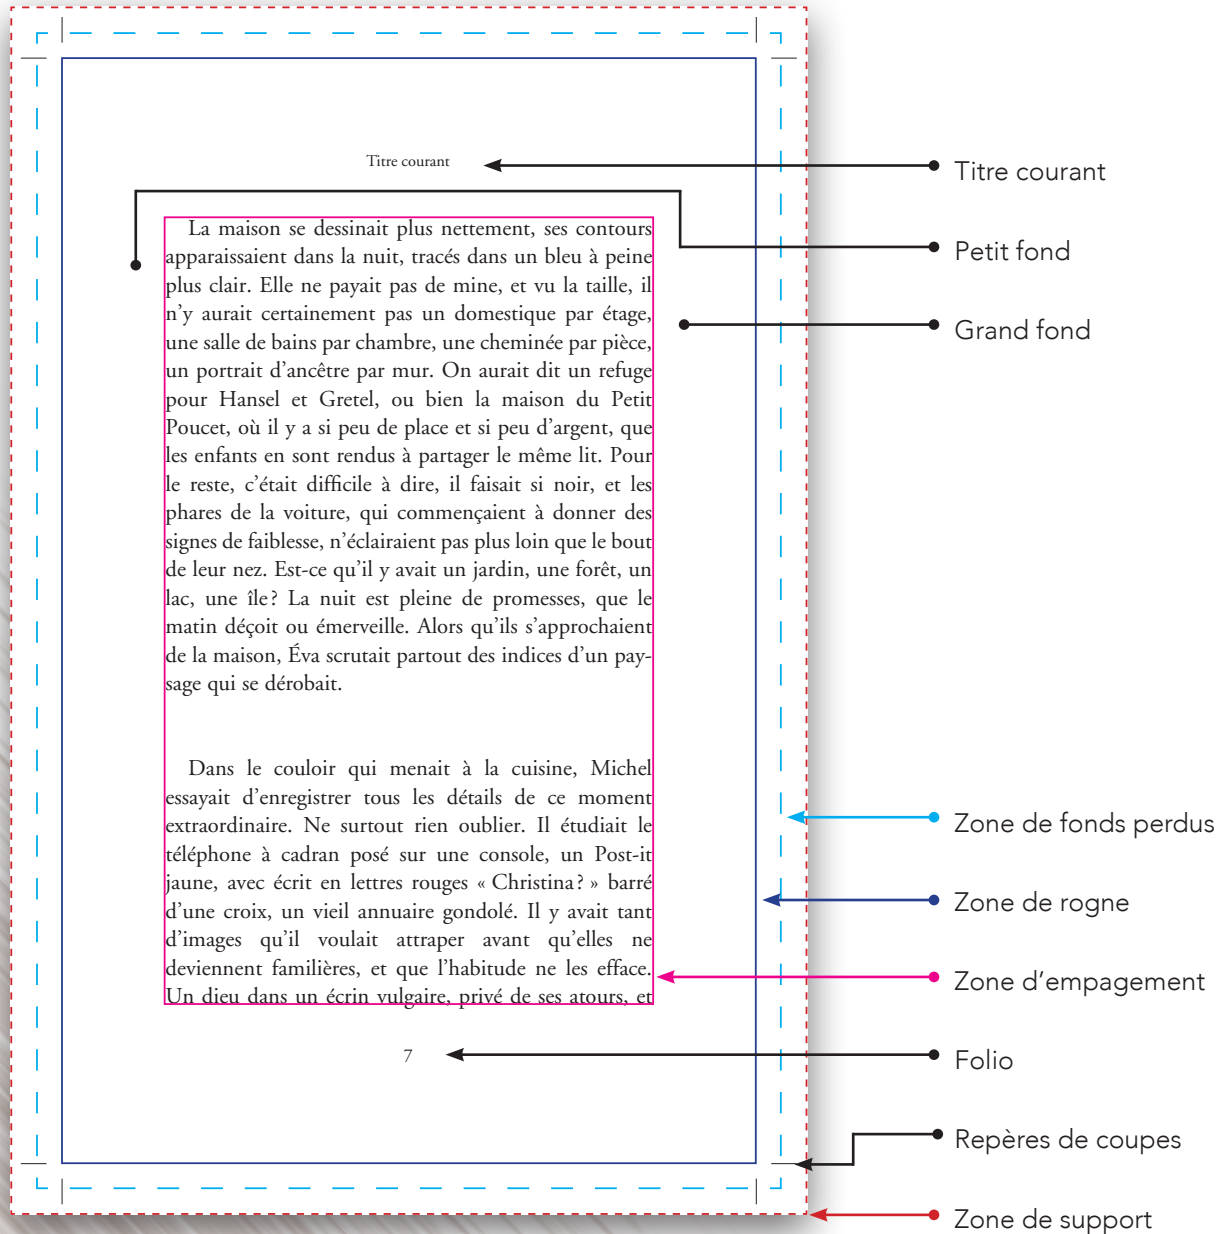 Titre courant
La maison se dessinait plus nettement, ses contours
apparaissaient dans la nuit, tracés dans un bleu à peine
plus clair. Elle ne payait pas de mine, et vu la taille, il
n'y aurait certainement pas un domestique par étage,
une salle de bains par chambre, une cheminée par pièce,
un portrait d'ancêtre par mur. On aurait dit un refuge
pour Hansel et Gretel, ou bien la maison du Petit
Poucet, où il y a si peu de place et si peu d'argent, que
les enfants en sont rendus à partager le même lit. Pour
le reste, c'était difficile à dire, il faisait si noir, et les
phares de la voiture, qui commençaient à donner des
signes de faiblesse, n'éclairaient pas plus loin que le bout
de leur nez. Est-ce qu'il y avait un jardin, une forêt, un
lac, une île ? La nuit est pleine de promesses, que le
matin déçoit ou émerveille. Alors qu'ils s'approchaient
de la maison, Éva scrutait partout des indices d'un pay-
sage qui se dérobait.
Dans le couloir qui menait à la cuisine, Michel
essayait d'enregistrer tous les détails de ce moment
extraordinaire. Ne surtout rien oublier. Il étudiait le
téléphone à cadran posé sur une console, un Post-it
jaune, avec écrit en lettres rouges « Christina ? » barré
d'une croix, un vieil annuaire gondolé. Il y avait tant
d'images qu'il voulait attraper avant qu'elles ne
deviennent familières, et que l'habitude ne les efface.
Un dieu dans un écrin vulgaire, privé de ses atours, et
7
Titre courant
Petit fond
Grand fond
Zone de fonds perdus
Zone de rogne
Zone d'empagement
Folio
Repères de coupes
Zone de support